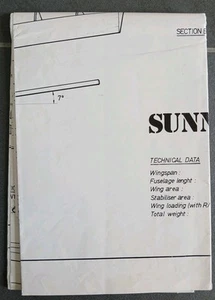 SECTION
7°
SUNN
TECHNICAL DATA
Wingspan :
Fuselage lenght :
Wing area :
Stabiliser area
Wing loading (with R/
Total weight :